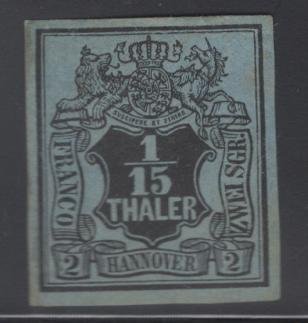 SUSCIPERE ET FINIRE
FRANCO
1
15
THALER
ZWEI SGR.
2
HANNOVER
2